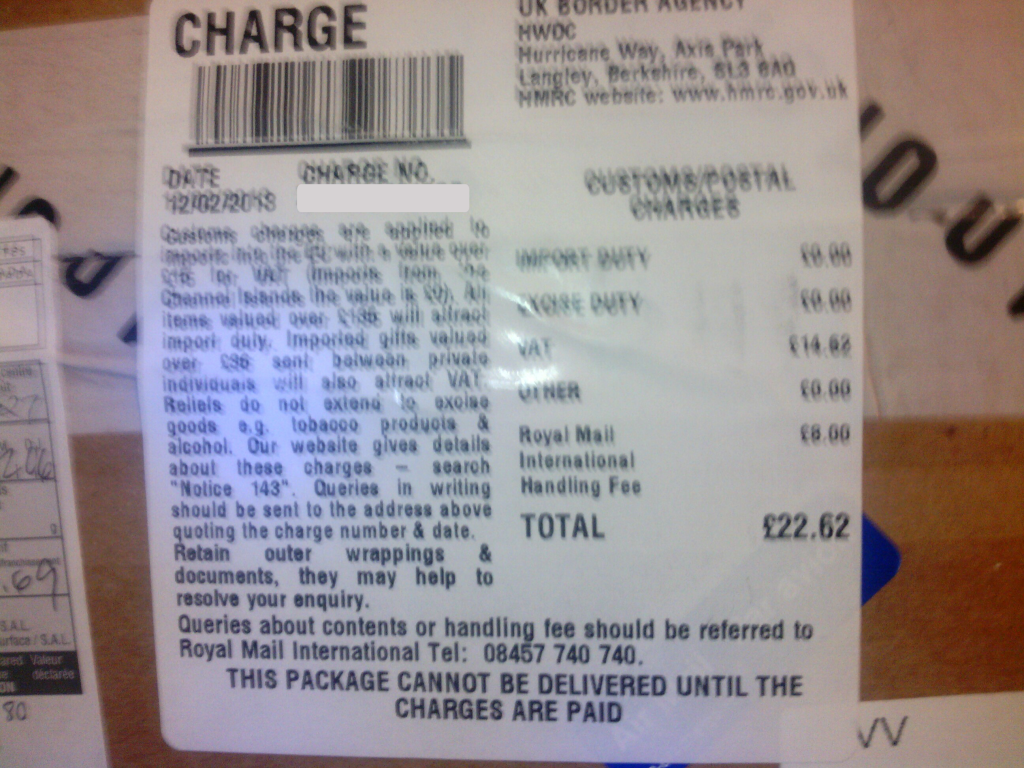 CHARGE
UK BORDER AGENCY
HWDC
Hurricane Way, Axis Park
Langley, Berkshire, SL3 8AG
HMRC website: www.hmrc.gov.uk
DATE CHARGE NO.
12/02/2013
Customs charges are applied to
imports into the EU with a value over
£15 for VAT (imports from the
Channel Islands the value is £0). All
items valued over £135 will attract
import duty. Imported gifts valued
over £36 sent between private
individuals will also attract VAT.
Reliefs do not extend to excise
goods e.g. tobacco products &
alcohol. Our website gives details
about these charges – search
"Notice 143". Queries in writing
should be sent to the address above
quoting the charge number & date.
Retain outer wrappings &
documents, they may help to
resolve your enquiry.
CUSTOMS/POSTAL
CHARGES
IMPORT DUTY £0.00
EXCISE DUTY £0.00
VAT £14.62
OTHER £0.00
Royal Mail £8.00
International
Handling Fee
TOTAL £22.62
Queries about contents or handling fee should be referred to
Royal Mail International Tel: 08457 740 740.
THIS PACKAGE CANNOT BE DELIVERED UNTIL THE
CHARGES ARE PAID
.69
S.A.L.
urface / S.A.L.
Valeur
déclarée
80